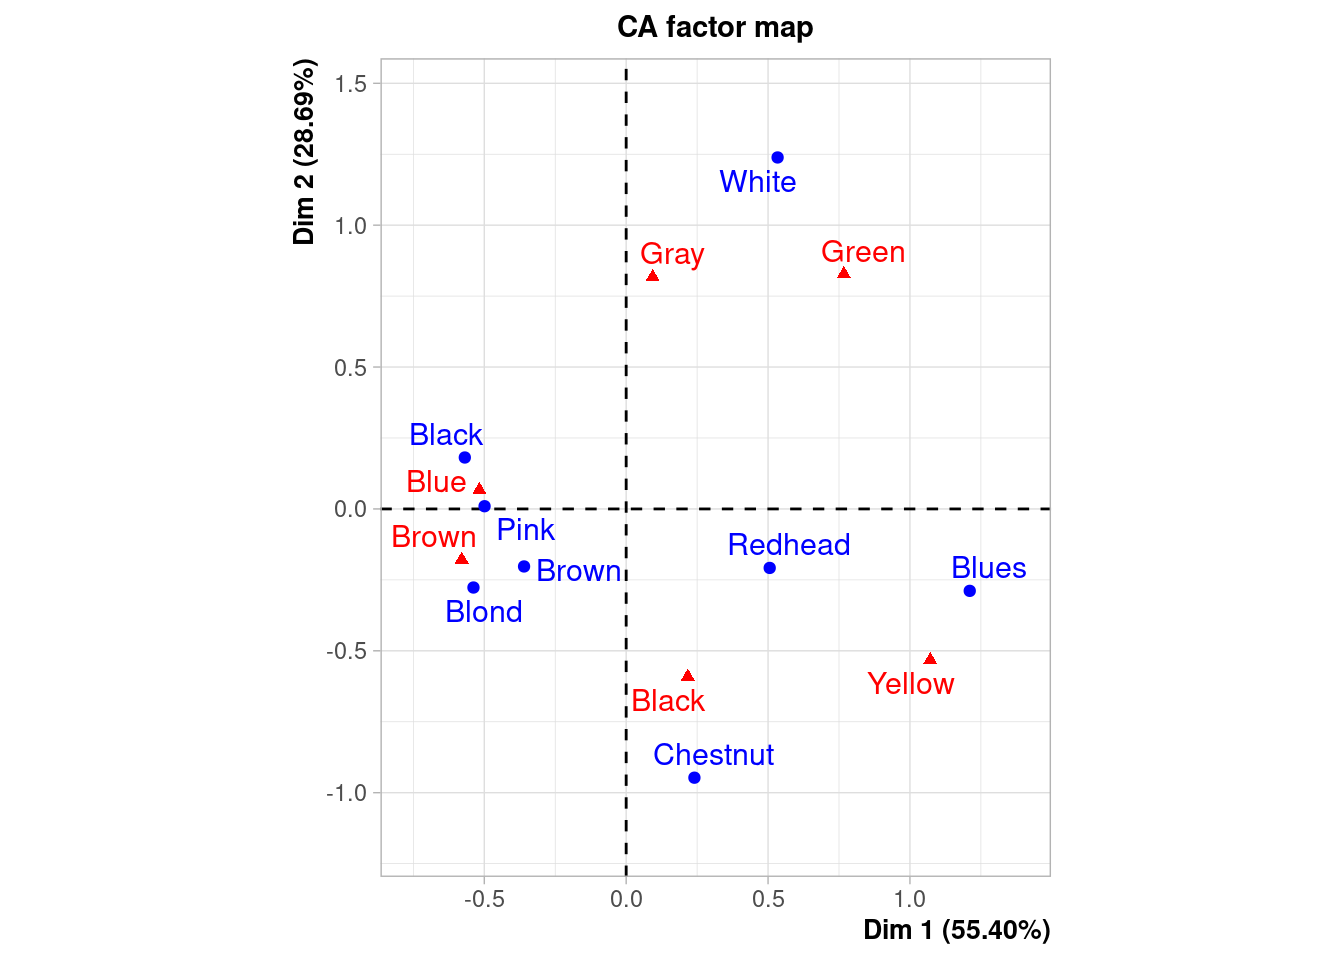 CA factor map
Dim 2 (28.69%)
1.5
1.0
0.5
0.0
-0.5
-1.0
White
Gray
Green
Black
Blue
Pink
Brown
Brown
Blond
Redhead
Blues
Black
Yellow
Chestnut
-0.5
0.0
0.5
1.0
Dim 1 (55.40%)